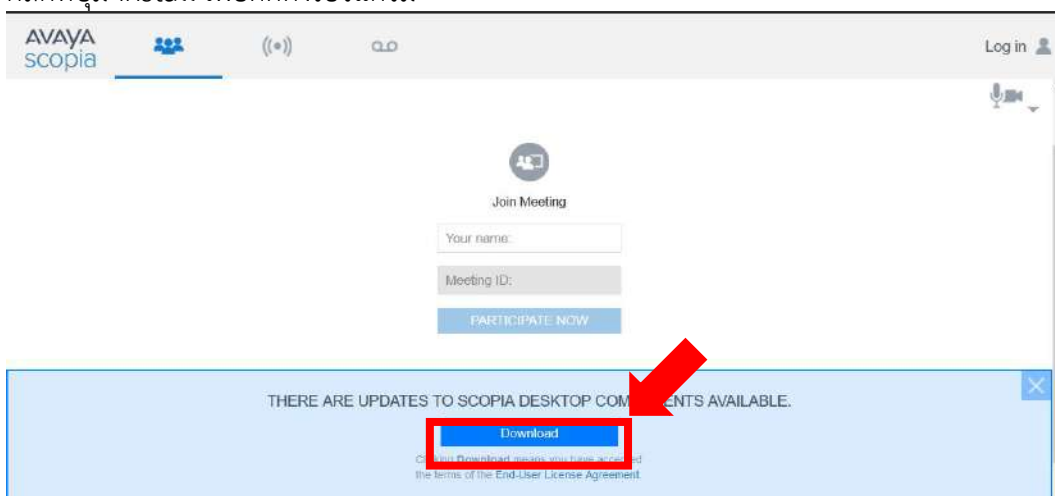 AVAYA
scopia
Log in
Join Meeting
Your name:
Meeting ID:
PARTICIPATE NOW
THERE ARE UPDATES TO SCOPIA DESKTOP COM ENTS AVAILABLE.
Download
Download means you have accepted
the terms of the End-User License Agreement.